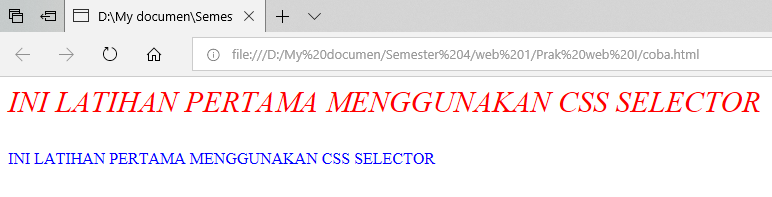 D:\My documen\Semes
file:///D:/My%20documen/Semester%204/web%201/Prak%20web%20I/coba.html
INI LATIHAN PERTAMA MENGGUNAKAN CSS SELECTOR
INI LATIHAN PERTAMA MENGGUNAKAN CSS SELECTOR